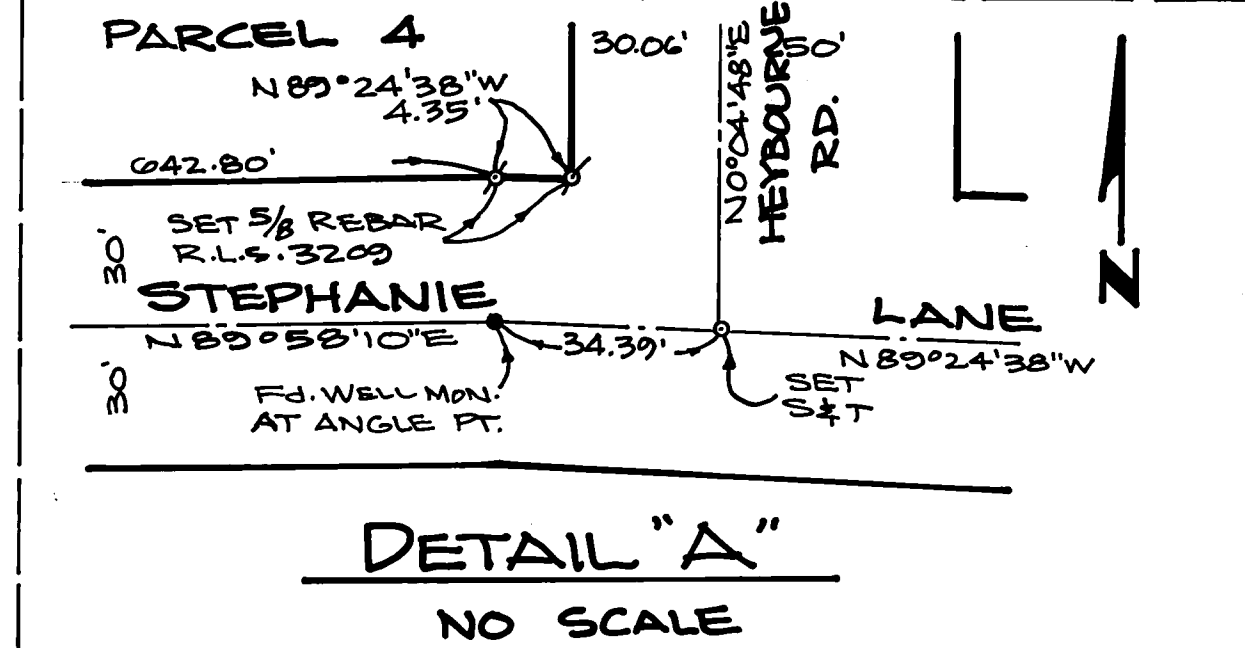 PARCEL 4
30.06'
N0°04'48"E
HEYBOURNE
RD.
50'
N89°24'38"W
4.35'
642.80'
SET 5/8 REBAR
R.L.S. 3209
30'
N
STEPHANIE
LANE
N89°58'10"E
34.39'
N89°24'38"W
30'
Fd. WELL MON.
AT ANGLE PT.
SET
S&T
DETAIL "A"
NO SCALE